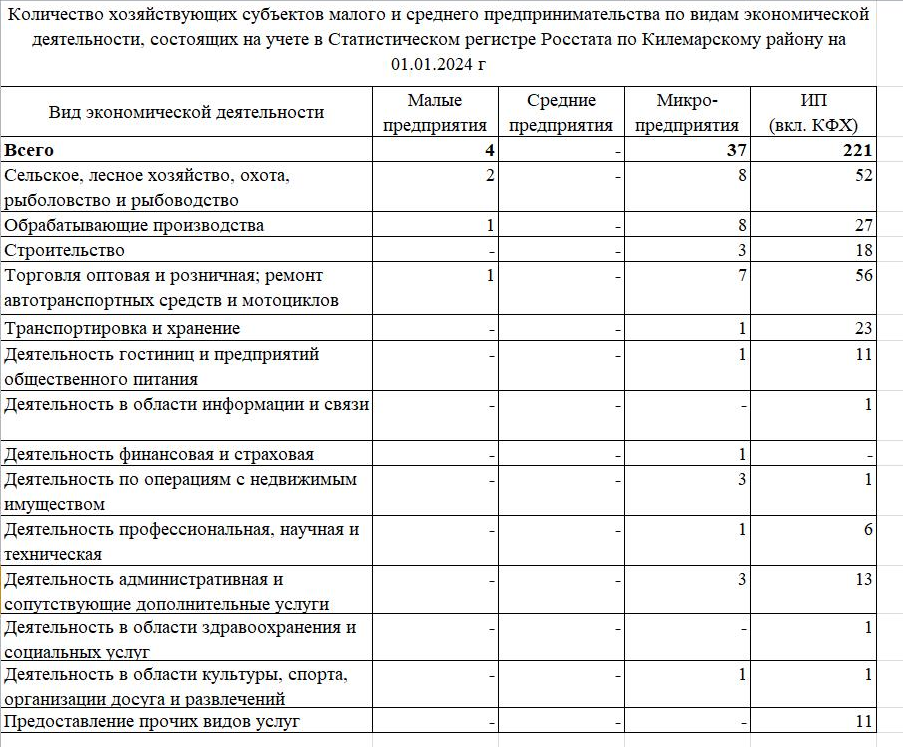 Количество хозяйствующих субъектов малого и среднего предпринимательства по видам экономической
деятельности, состоящих на учете в Статистическом регистре Росстата по Килемарскому району на
01.01.2024 г
Вид экономической деятельности Малые предприятия Средние предприятия Микро-предприятия ИП (вкл. КФХ)
Всего 4 - 37 221
Сельское, лесное хозяйство, охота, 2 - 8 52
рыболовство и рыбоводство
Обрабатывающие производства 1 - 8 27
Строительство - - 3 18
Торговля оптовая и розничная; ремонт 1 - 7 56
автотранспортных средств и мотоциклов
Транспортировка и хранение - - 1 23
Деятельность гостиниц и предприятий - - 1 11
общественного питания
Деятельность в области информации и связи - - - 1
Деятельность финансовая и страховая - - 1 -
Деятельность по операциям с недвижимым - - 3 1
имуществом
Деятельность профессиональная, научная и - - 1 6
техническая
Деятельность административная и - - 3 13
сопутствующие дополнительные услуги
Деятельность в области здравоохранения и - - - 1
социальных услуг
Деятельность в области культуры, спорта, - - 1 1
организации досуга и развлечений
Предоставление прочих видов услуг - - - 11